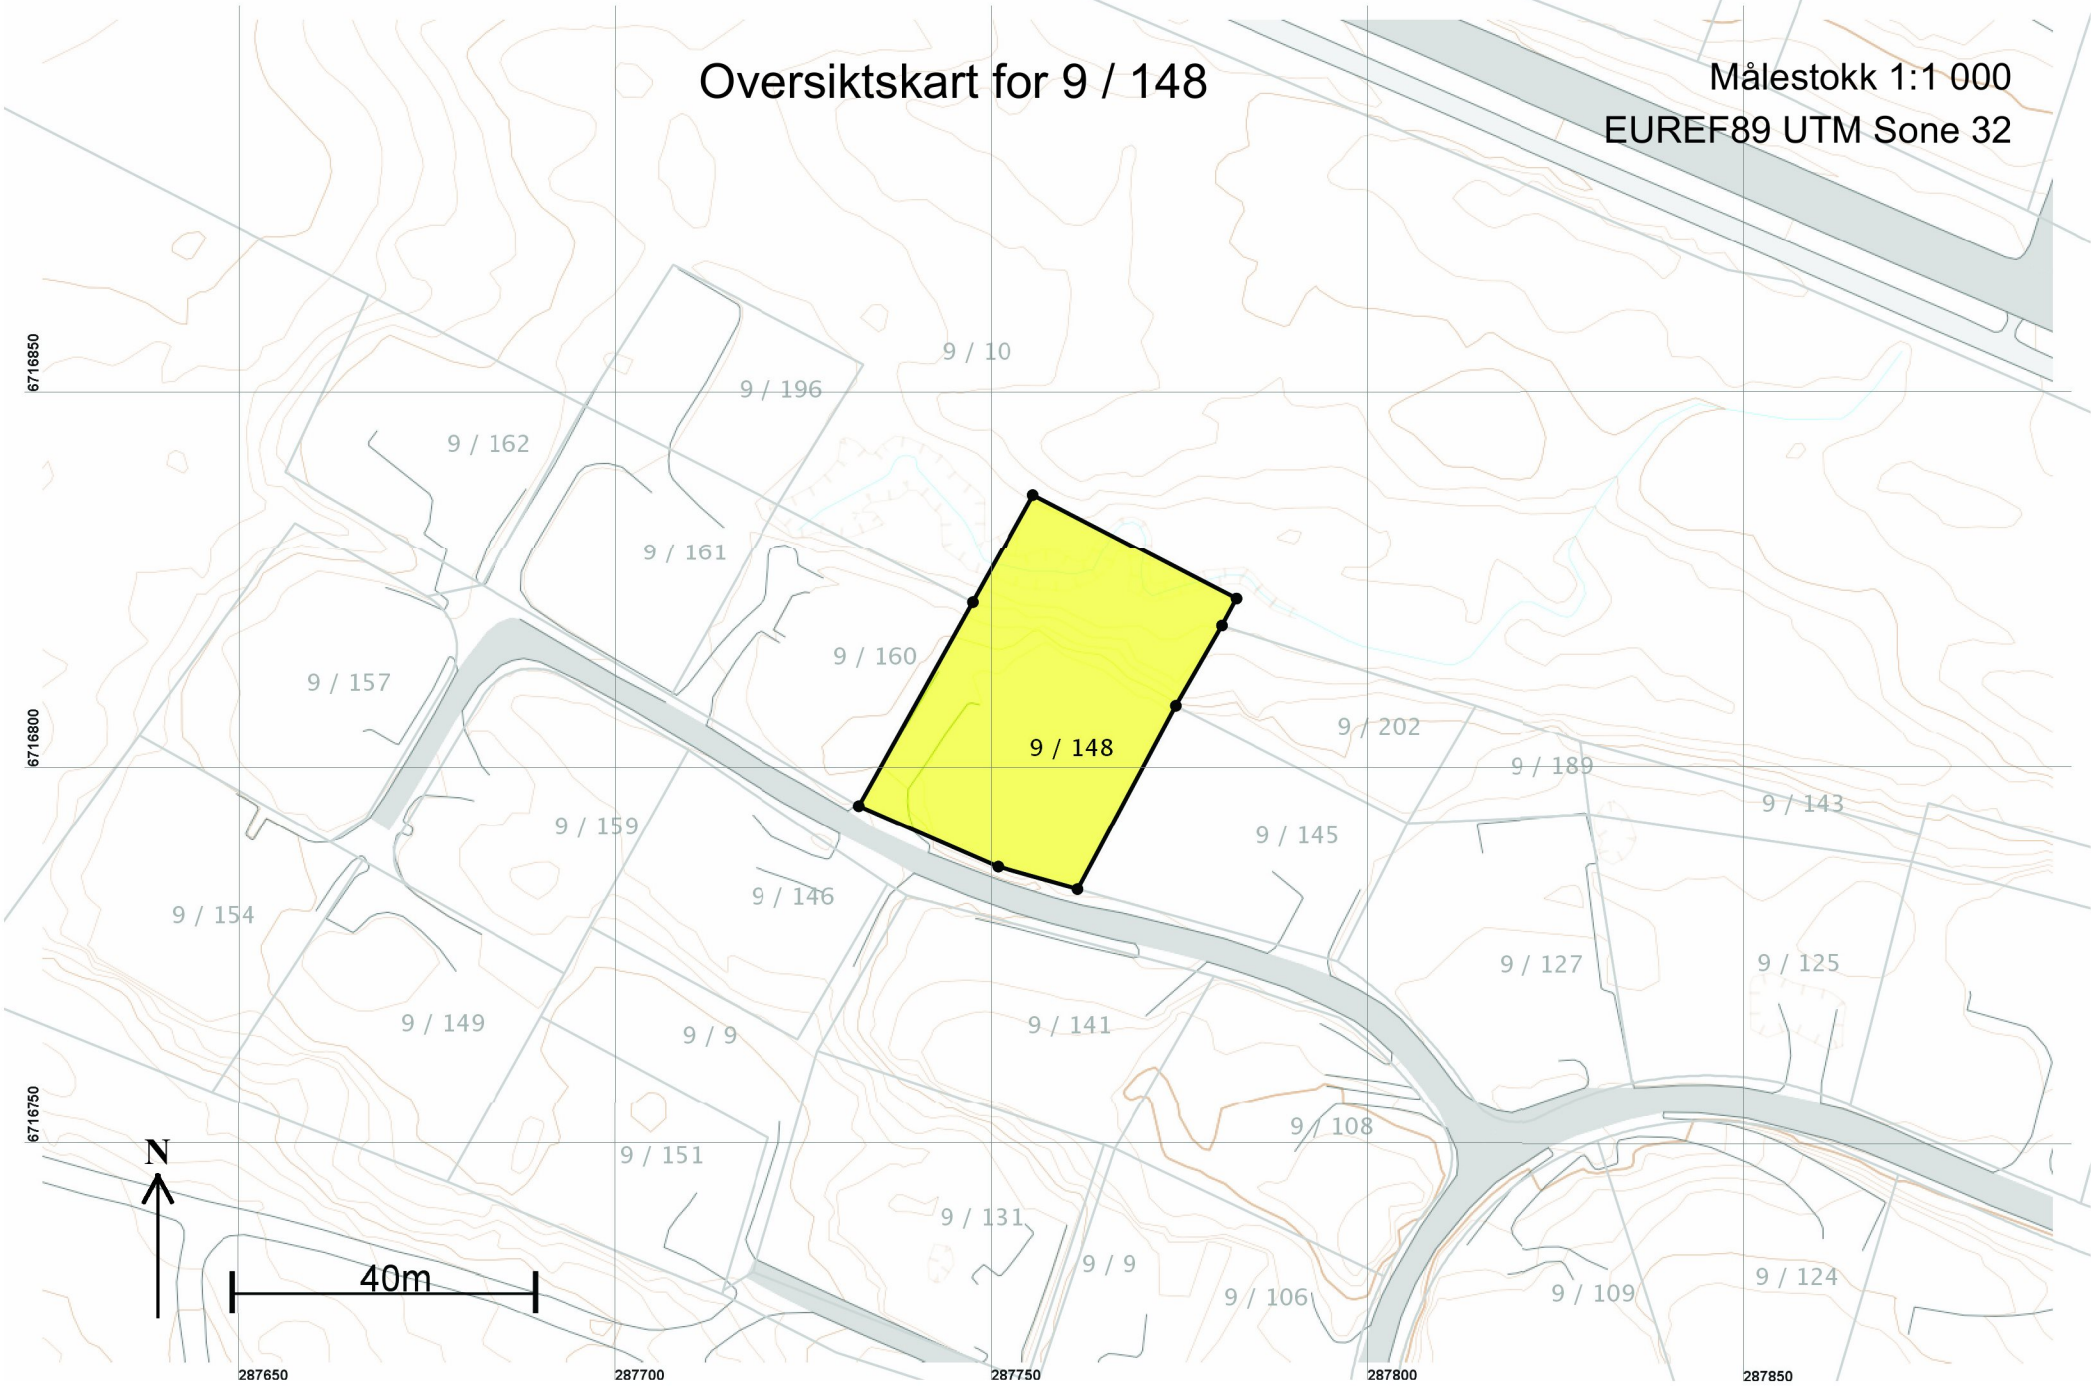 Oversiktskart for 9 / 148
Målestokk 1:1 000
EUREF89 UTM Sone 32
6716850
9 / 10
9 / 196
9 / 162
9 / 161
9 / 160
9 / 157
6716800
9 / 148
9 / 202
9 / 189
9 / 143
9 / 159
9 / 145
9 / 146
9 / 154
9 / 127
9 / 125
9 / 149
9 / 9
9 / 141
6716750
9 / 108
N
9 / 151
9 / 131
9 / 9
9 / 106
9 / 109
9 / 124
40m
287650
287700
287750
287800
287850